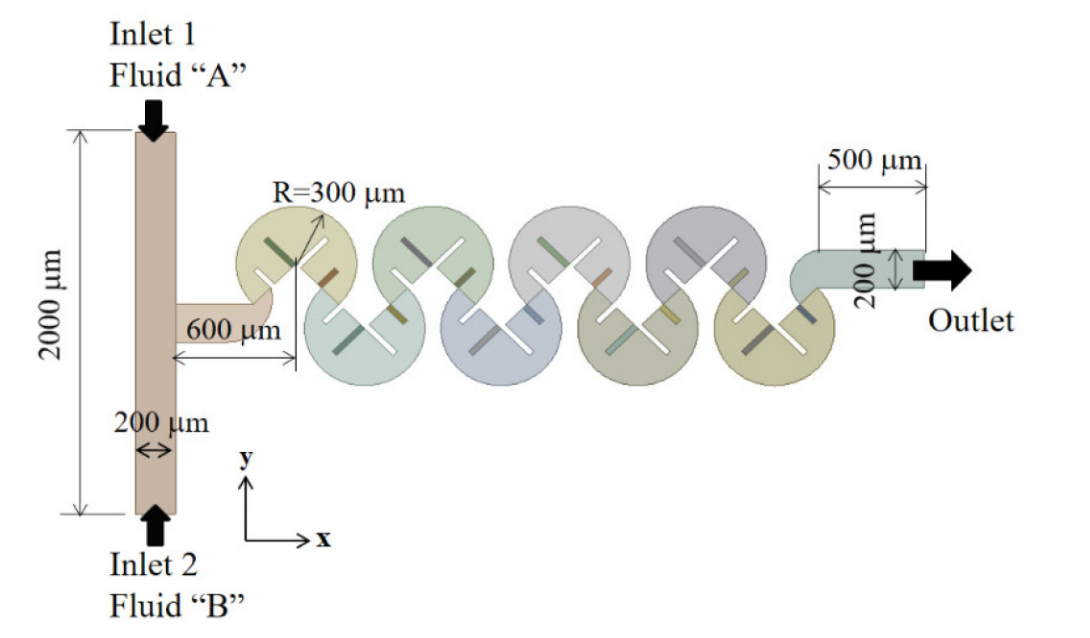 Inlet 1
Fluid “A”
500 μm
R=300 μm
200 μm
2000 μm
600 μm
Outlet
200 μm
y
x
Inlet 2
Fluid “B”